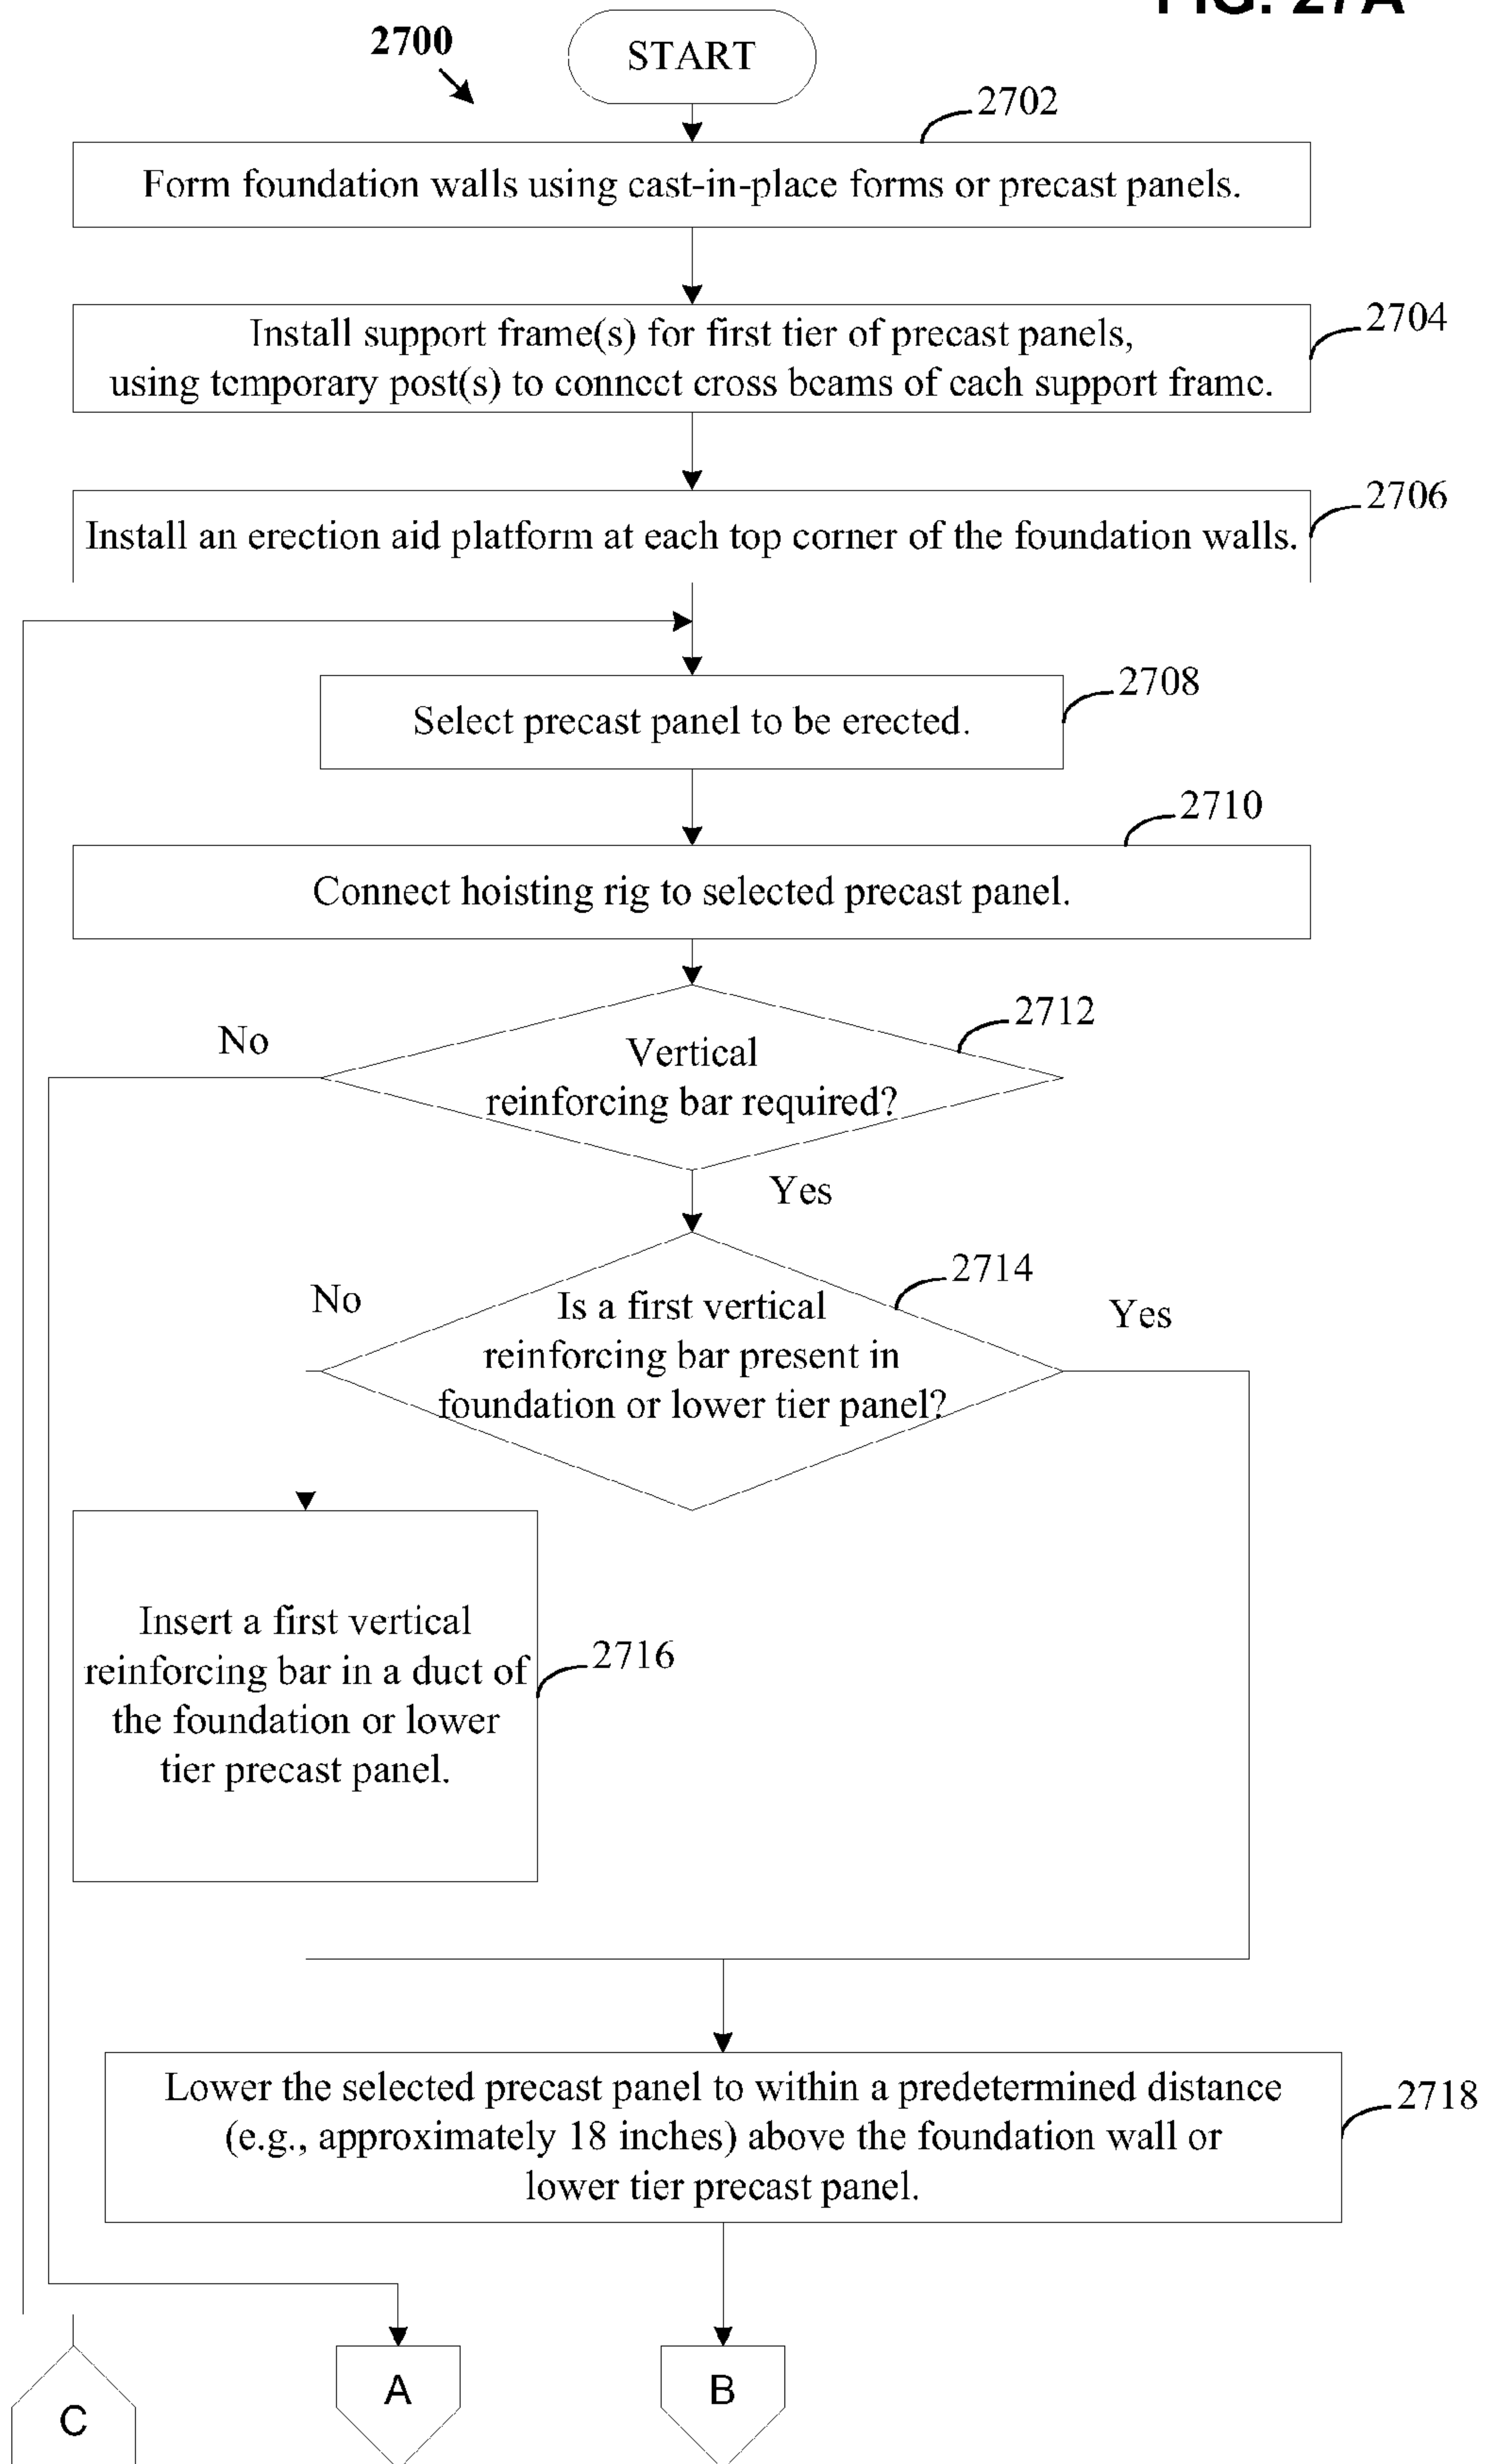 FIG. 27A
2700
START
2702
Form foundation walls using cast-in-place forms or precast panels.
2704
Install support frame(s) for first tier of precast panels,
using temporary post(s) to connect cross beams of each support frame.
2706
Install an erection aid platform at each top corner of the foundation walls.
2708
Select precast panel to be erected.
2710
Connect hoisting rig to selected precast panel.
2712
No
Vertical
reinforcing bar required?
Yes
2714
No
Is a first vertical
reinforcing bar present in
foundation or lower tier panel?
Yes
Insert a first vertical
reinforcing bar in a duct of
the foundation or lower
tier precast panel.
2716
Lower the selected precast panel to within a predetermined distance
(e.g., approximately 18 inches) above the foundation wall or
lower tier precast panel.
2718
C
A
B